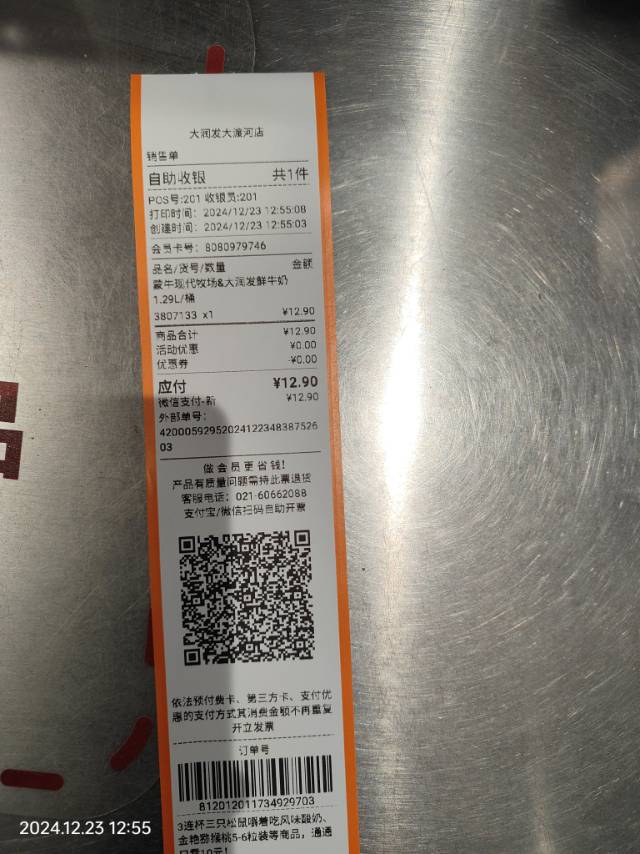 大润发大渡河店
销售单
自助收银 共1件
POS号:201 收银员:201
打印时间: 2024/12/23 12:55:08
创建时间: 2024/12/23 12:55:03
会员卡号: 8080979746
品名/货号/数量 金额
蒙牛现代牧场&大润发鲜牛奶
1.29L/桶
3807133 x1 ¥12.90
商品合计 ¥12.90
活动优惠 ¥0.00
优惠券 -¥0.00
应付 ¥12.90
微信支付-新 ¥12.90
外部单号:
42000592952024122348387526
03
做会员更省钱!
产品有质量问题需持此票退货
客服电话: 021-60662088
支付宝/微信扫码自助开票
依法预付费卡、第三方卡、支付优
惠的支付方式其消费金额不再重复
开立发票
订单号
812012011734929703
3连杯三只松鼠嚼着吃风味酸奶、
金艳猕猴桃5-6粒装等商品，通通
只需10元!
品
2024.12.23 12:55